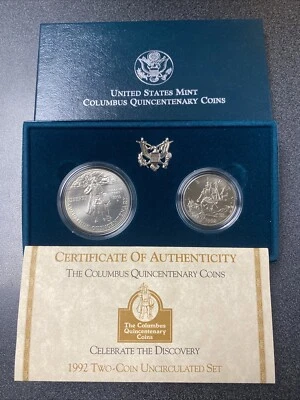 UNITED STATES MINT
COLUMBUS QUINCENTENARY COINS
CERTIFICATE OF AUTHENTICITY
THE COLUMBUS QUINCENTENARY COINS
The Columbus
Quincentenary
Coins
CELEBRATE THE DISCOVERY
1992 TWO-COIN UNCIRCULATED SET